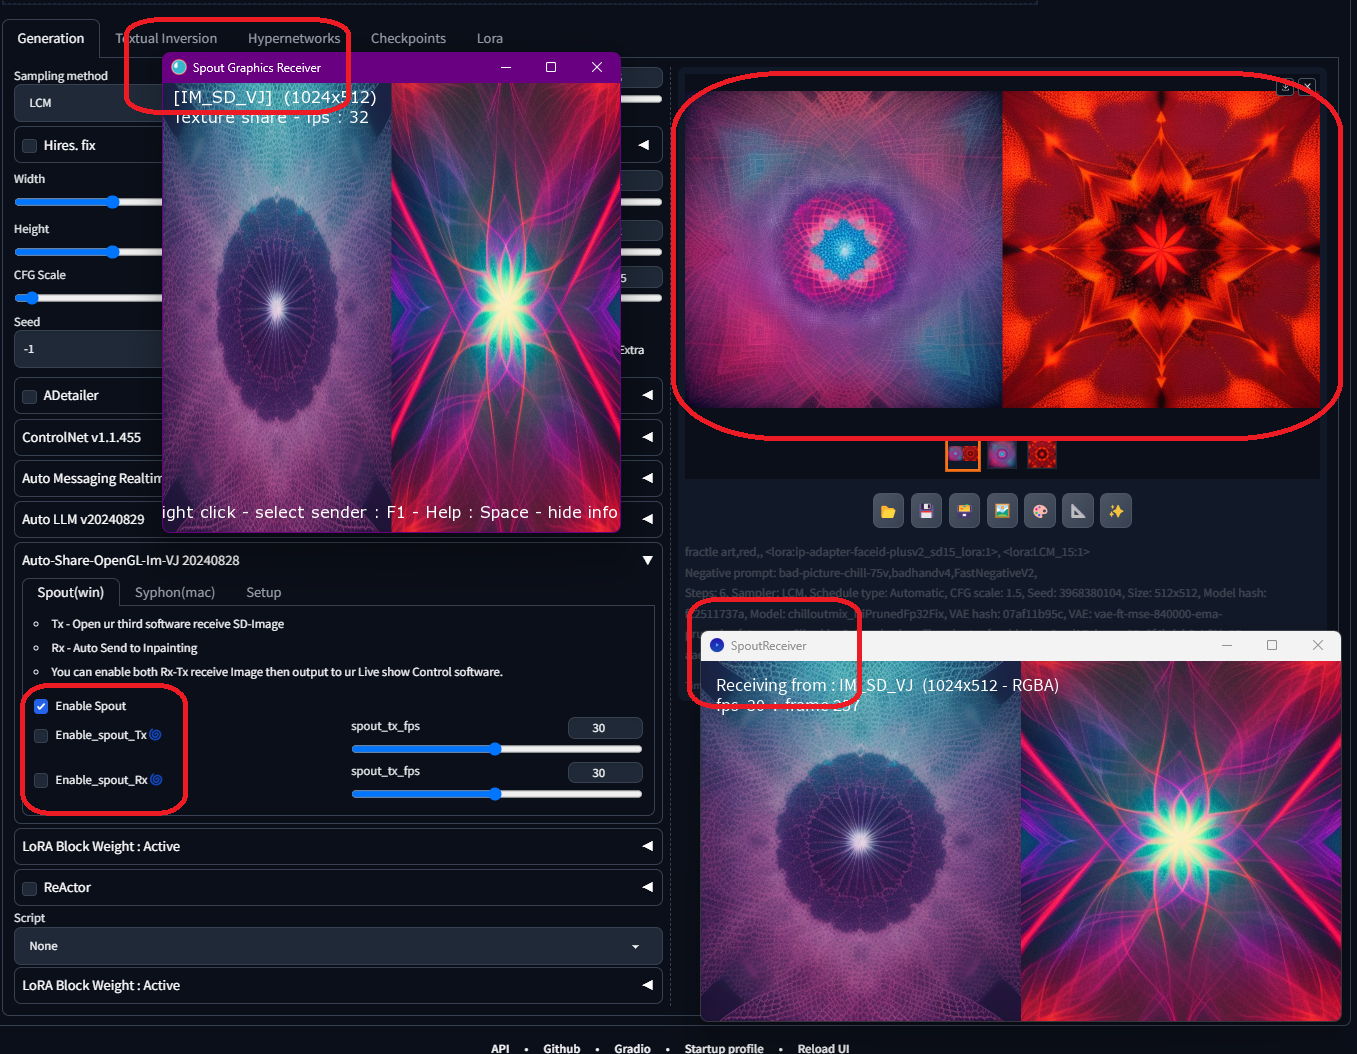 Generation
Textual Inversion
Hypernetworks
Checkpoints
Lora
Sampling method
LCM
Hires. fix
Width
Height
CFG Scale
5
Seed
-1
Extra
ADetailer
ControlNet v1.1.455
Auto Messaging Realtim
Auto LLM v20240829
Auto-Share-OpenGL-Im-VJ 20240828
Spout(win)
Syphon(mac)
Setup
Tx - Open ur third software receive SD-Image
Rx - Auto Send to Inpainting
You can enable both Rx-Tx receive Image then output to ur Live show Control software.
Enable Spout
Enable_spout_Tx
spout_tx_fps
30
Enable_spout_Rx
spout_tx_fps
30
LoRA Block Weight : Active
ReActor
Script
None
LoRA Block Weight : Active
Spout Graphics Receiver
[IM_SD_VJ] (1024x512)
Texture share - fps : 32
ight click - select sender : F1 - Help : Space - hide info
fractle art,red,, <lora:ip-adapter-faceid-plusv2_sd15_lora:1>, <lora:LCM_15:1>
Negative prompt: bad-picture-chill-75v,badhandv4,FastNegativeV2,
Steps: 6, Sampler: LCM, Schedule type: Automatic, CFG scale: 1.5, Seed: 3968380104, Size: 512x512, Model hash:
Model: chilloutmix_NiPrunedFp32Fix, VAE hash: 07af11b95c, VAE: vae-ft-mse-840000-ema-
SpoutReceiver
Receiving from : IM_SD_VJ (1024x512 - RGBA)
fps 30 : frame 237
API • Github • Gradio • Startup profile • Reload UI